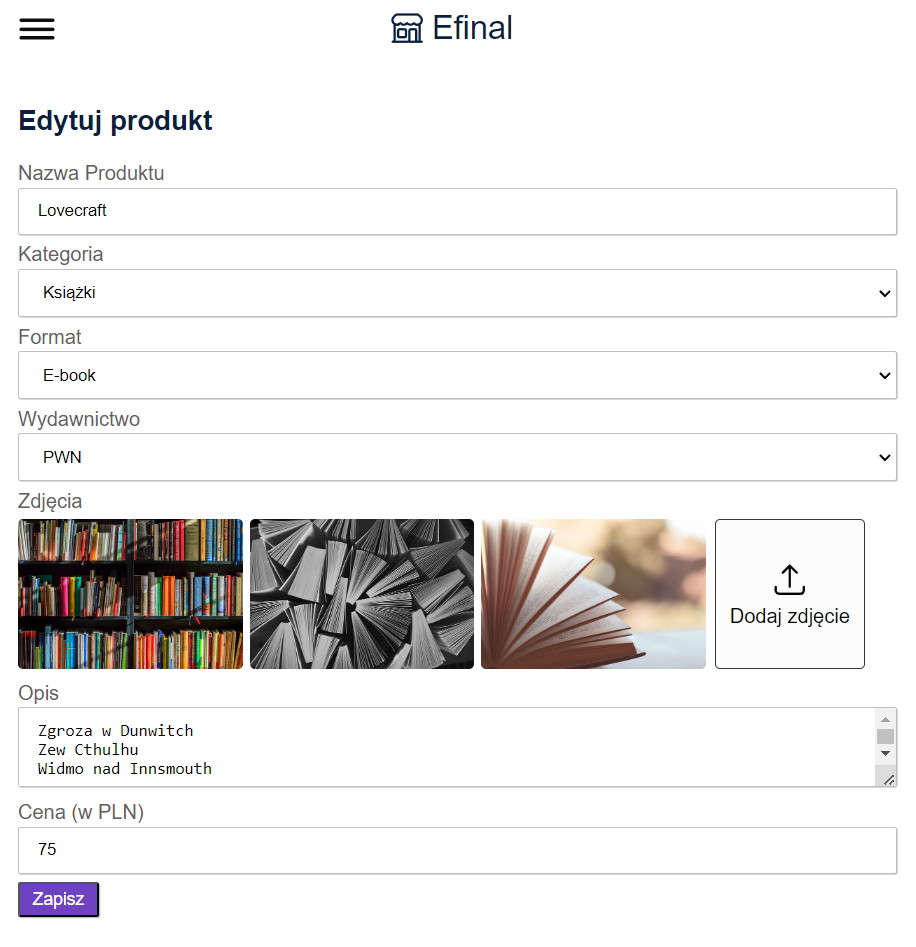 Efinal
Edytuj produkt
Nazwa Produktu
Lovecraft
Kategoria
Książki
Format
E-book
Wydawnictwo
PWN
Zdjęcia
Dodaj zdjęcie
Opis
Zgroza w Dunwitch
Zew Cthulhu
Widmo nad Innsmouth
Cena (w PLN)
75
Zapisz